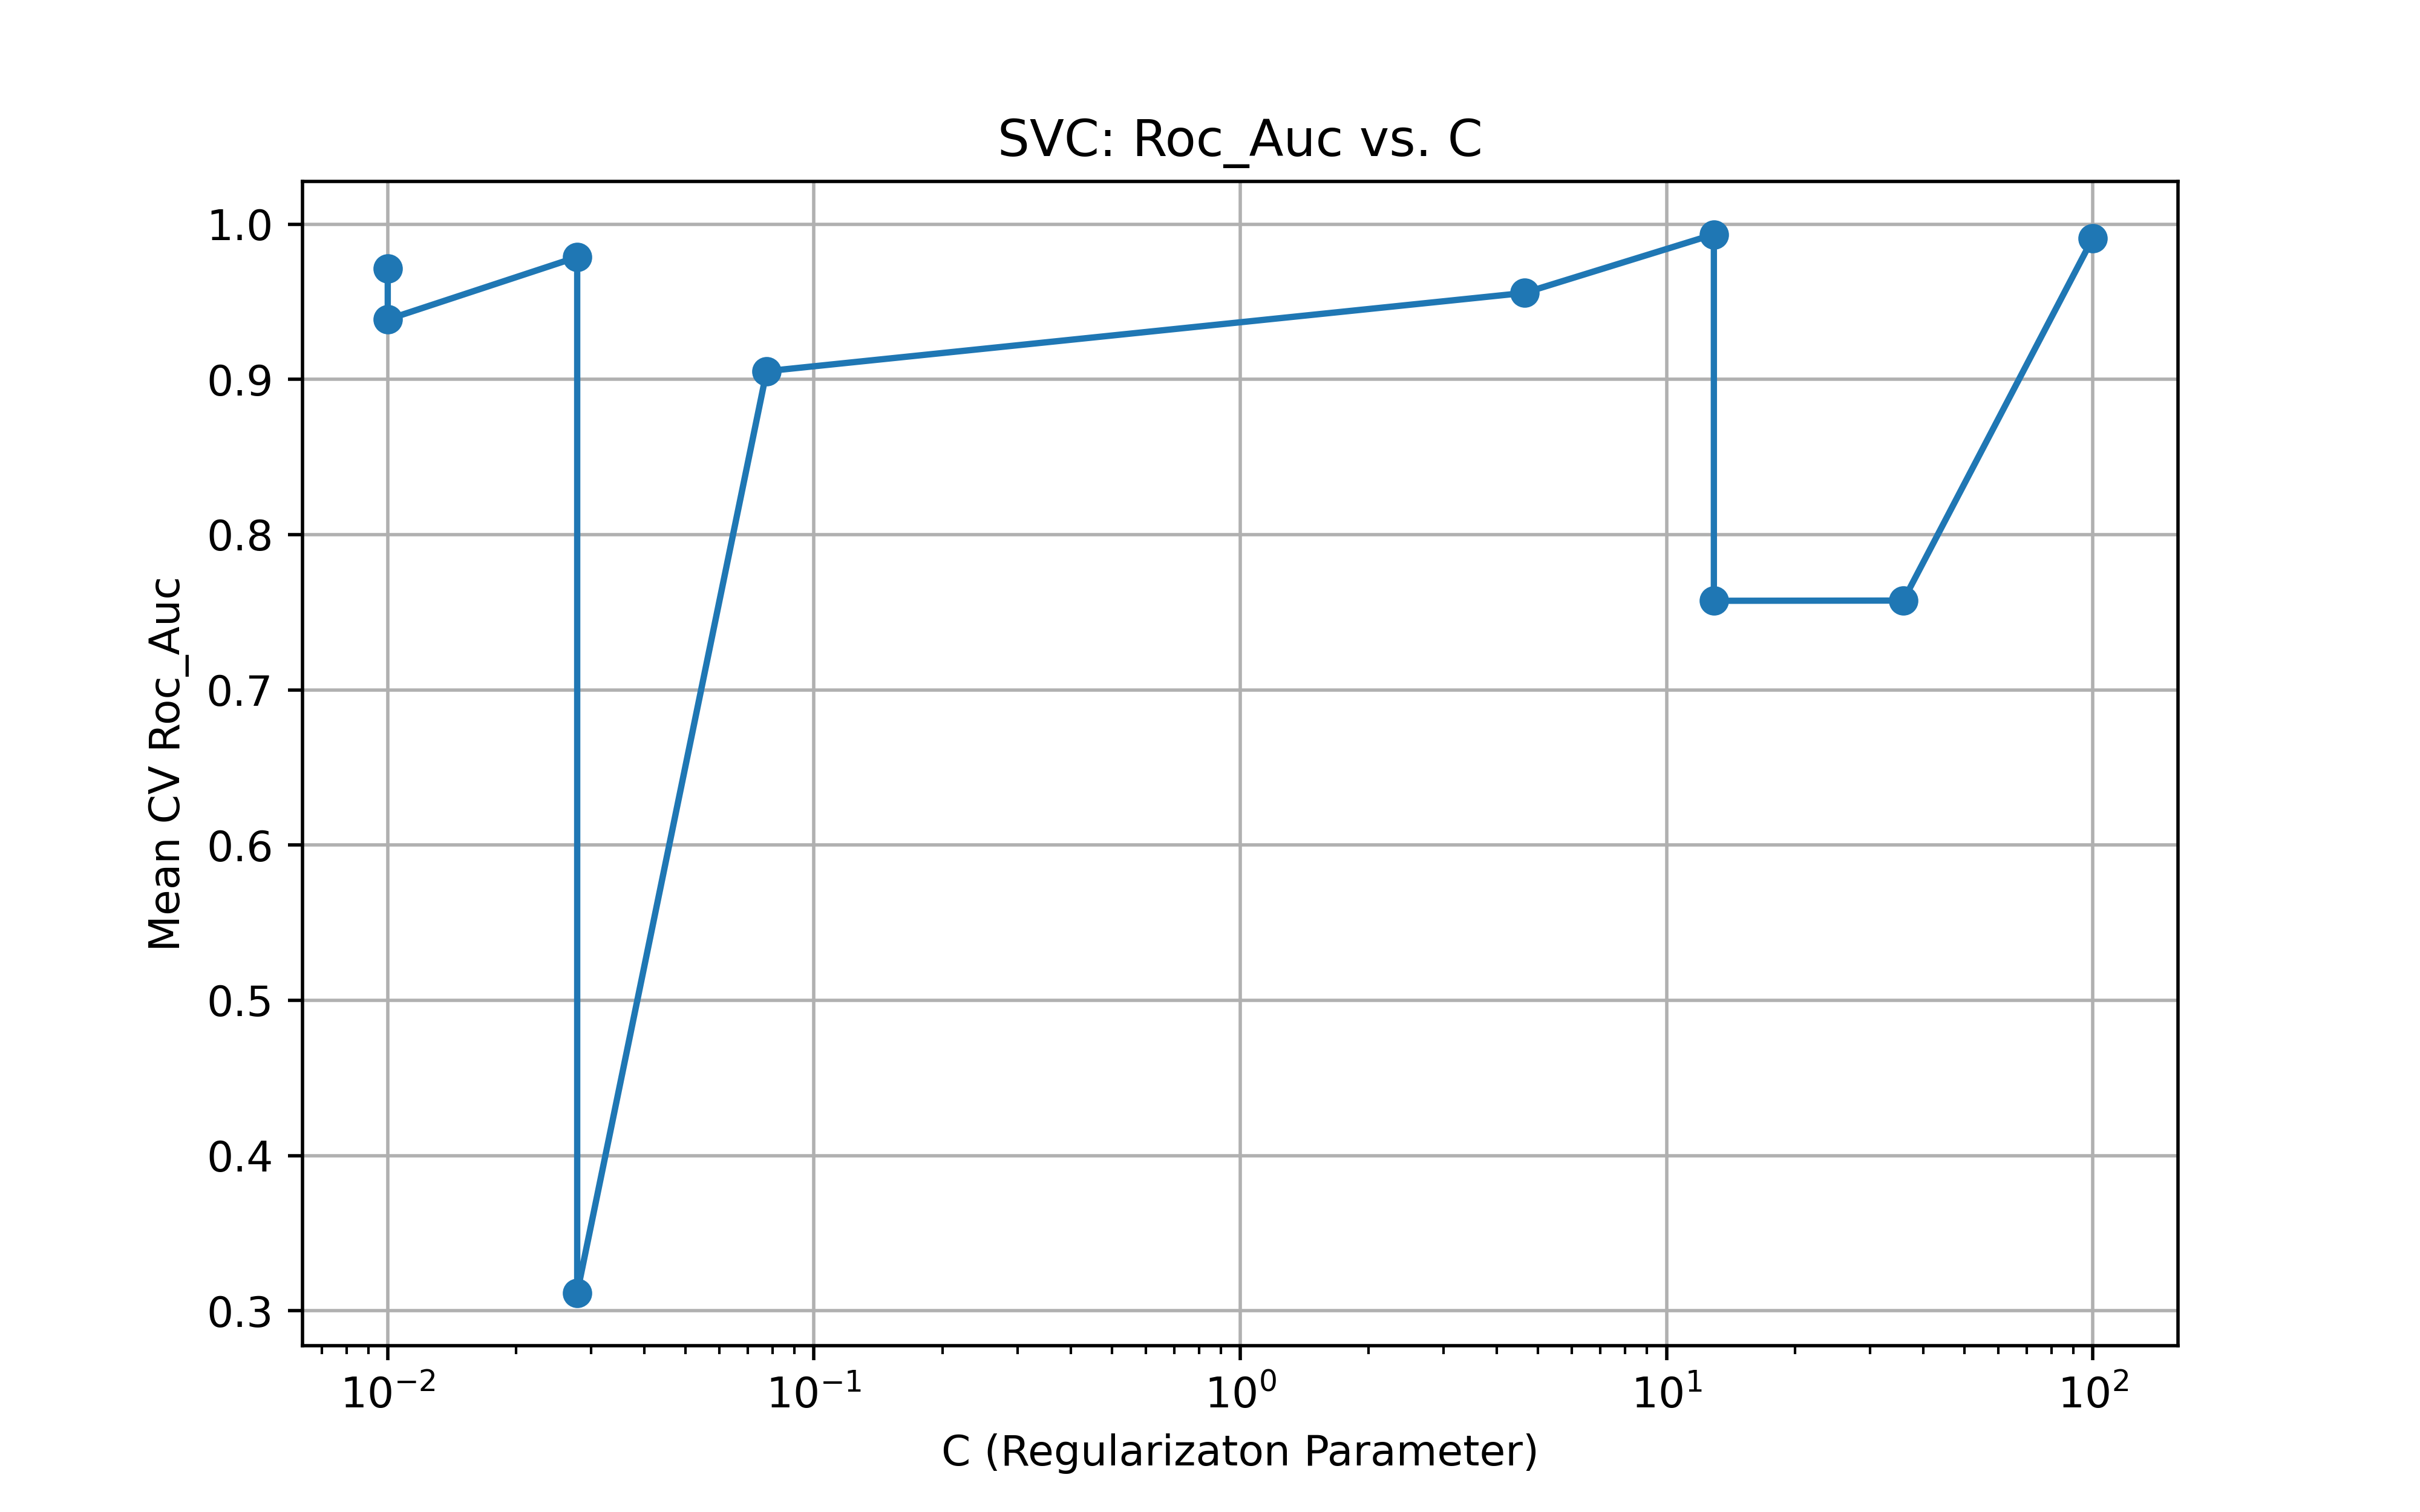 SVC: Roc_Auc vs. C
1.0
0.9
0.8
0.7
0.6
0.5
0.4
0.3
Mean CV Roc_Auc
10⁻² 10⁻¹ 10⁰ 10¹ 10²
C (Regularizaton Parameter)